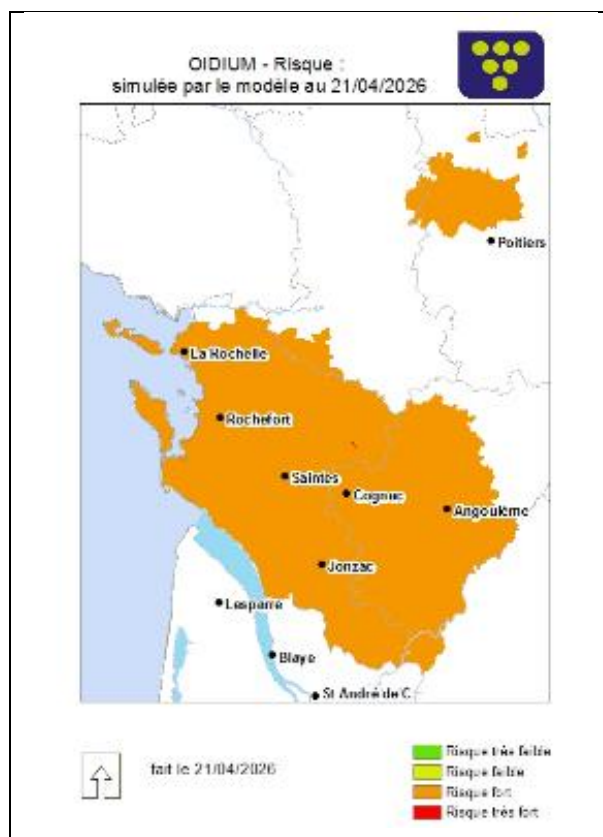 OIDIUM - Risque :
simulée par le modèle au 21/04/2026
Poitiers
La Rochelle
Rochefort
Saintes
Cognac
Angoulème
Jonzac
Lesparre
Blaye
St André de C
fait le 21/04/2026
Risque très faible
Risque faible
Risque fort
Risque très fort